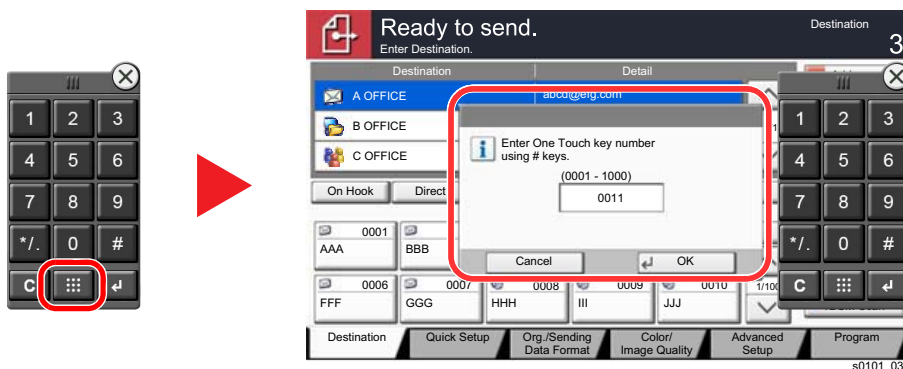 1 2 3
4 5 6
7 8 9
*/. 0 #
C
Ready to send.
Enter Destination.
Destination
3
Destination Detail
A OFFICE abcd@efg.com
B OFFICE
C OFFICE
On Hook Direct
Enter One Touch key number
using # keys.
(0001 - 1000)
0011
Cancel OK
0001
AAA BBB
0006 0007 0008 0009 0010
FFF GGG HHH III JJJ
1/100
1 2 3
4 5 6
7 8 9
*/. 0 #
C
Destination Quick Setup Org./Sending Data Format Color/ Image Quality Advanced Setup Program
s0101_03